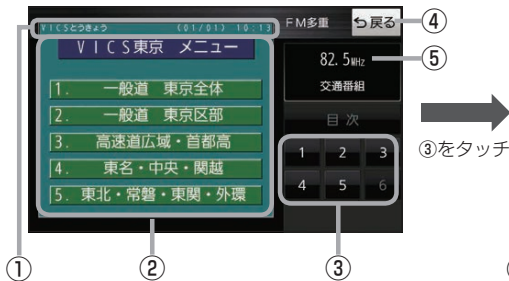 VICSとうきょう (01/01) 10:13
FM多重
戻る
④
VICS東京 メニュー
82.5MHz
⑤
交通番組
1. 一般道 東京全体
目次
2. 一般道 東京区部
3. 高速道広域・首都高
1 2 3
③をタッチ
4. 東名・中央・関越
4 5 6
5. 東北・常磐・東関・外環
① ② ③